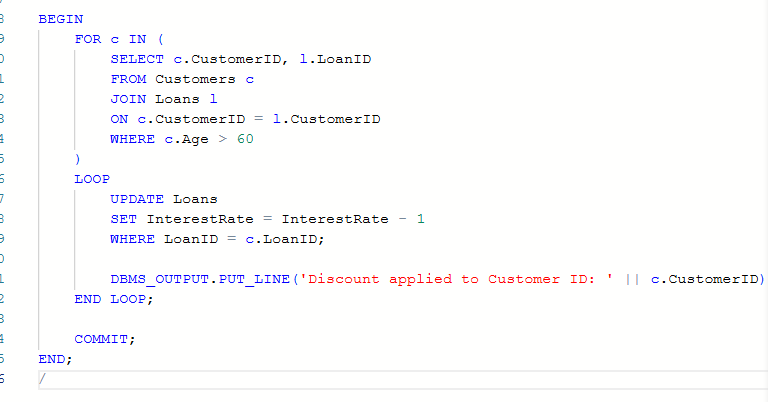 BEGIN
FOR c IN (
SELECT c.CustomerID, l.LoanID
FROM Customers c
JOIN Loans l
ON c.CustomerID = l.CustomerID
WHERE c.Age > 60
)
LOOP
UPDATE Loans
SET InterestRate = InterestRate - 1
WHERE LoanID = c.LoanID;
DBMS_OUTPUT.PUT_LINE('Discount applied to Customer ID: ' || c.CustomerID)
END LOOP;
COMMIT;
END;
/